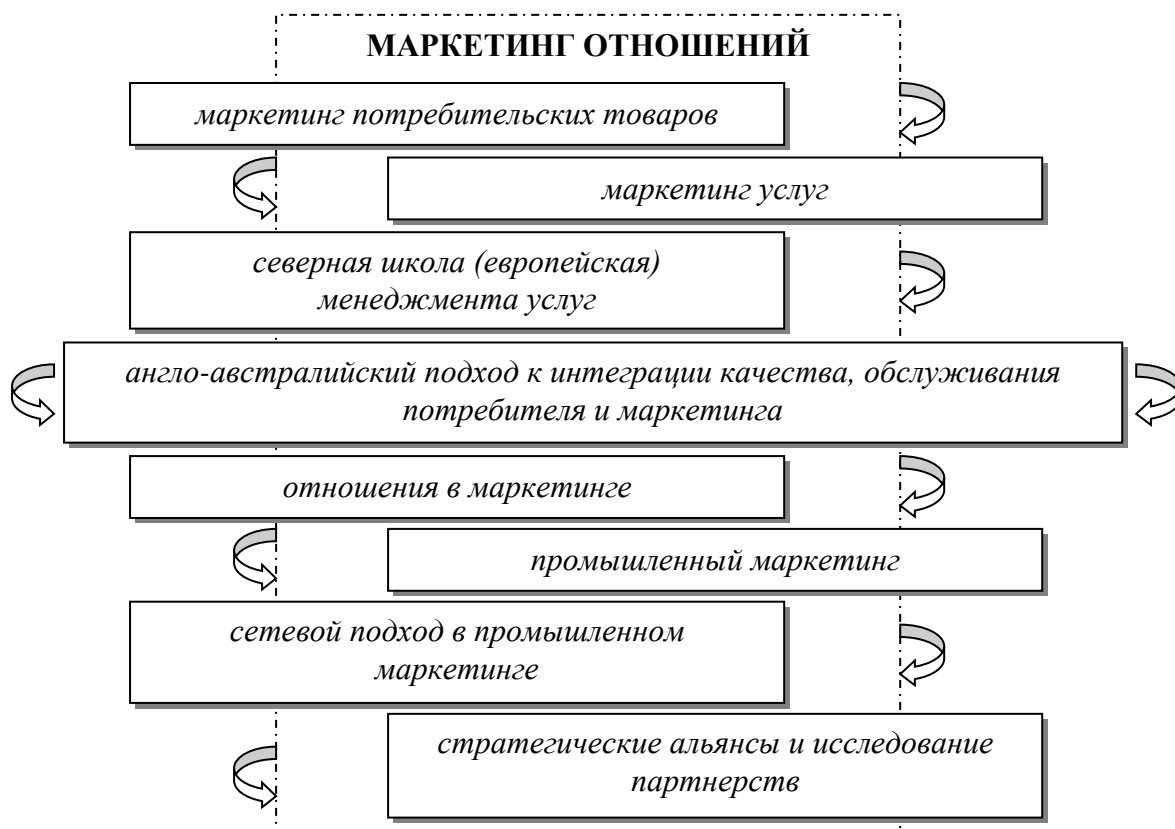 МАРКЕТИНГ ОТНОШЕНИЙ
маркетинг потребительских товаров
маркетинг услуг
северная школа (европейская)
менеджмента услуг
англо-австралийский подход к интеграции качества, обслуживания
потребителя и маркетинга
отношения в маркетинге
промышленный маркетинг
сетевой подход в промышленном
маркетинге
стратегические альянсы и исследование
партнерств